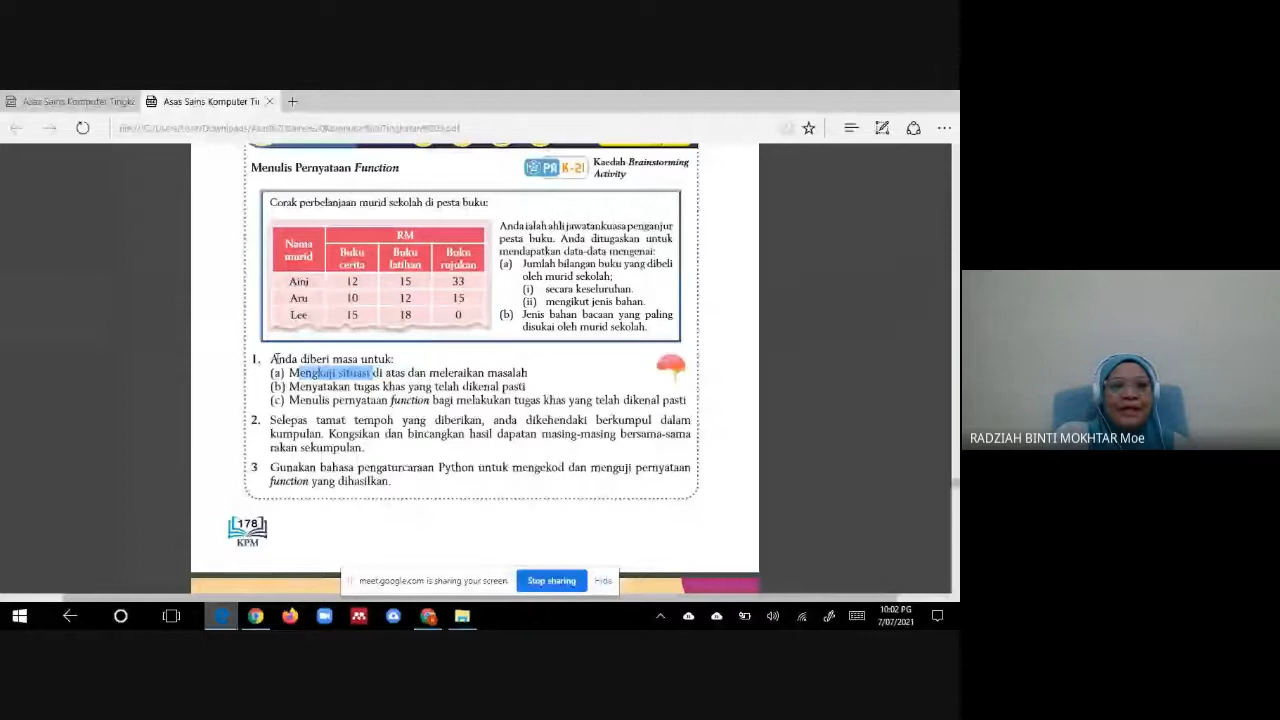 Asas Sains Komputer Tingka
Asas Sains Komputer Tin
Menulis Pernyataan Function
PA K-21
Kaedah Brainstorming
Activity
Corak perbelanjaan murid sekolah di pesta buku:
Nama murid
RM
Buku cerita
Buku latihan
Buku rujukan
Aini 12 15 33
Aru 10 12 15
Lee 15 18 0
Anda ialah ahli jawatankuasa penganjur
pesta buku. Anda ditugaskan untuk
mendapatkan data-data mengenai:
(a) Jumlah bilangan buku yang dibeli
oleh murid sekolah;
(i) secara keseluruhan.
(ii) mengikut jenis bahan.
(b) Jenis bahan bacaan yang paling
disukai oleh murid sekolah.
1. Anda diberi masa untuk:
(a) Mengkaji situasi di atas dan meleraikan masalah
(b) Menyatakan tugas khas yang telah dikenal pasti
(c) Menulis pernyataan function bagi melakukan tugas khas yang telah dikenal pasti
2. Selepas tamat tempoh yang diberikan, anda dikehendaki berkumpul dalam
kumpulan. Kongsikan dan bincangkan hasil dapatan masing-masing bersama-sama
rakan sekumpulan.
3 Gunakan bahasa pengaturcaraan Python untuk mengekod dan menguji pernyataan
function yang dihasilkan.
178
KPM
meet.google.com is sharing your screen.
Stop sharing
Hide
10:02 PG
7/07/2021
RADZIAH BINTI MOKHTAR Moe